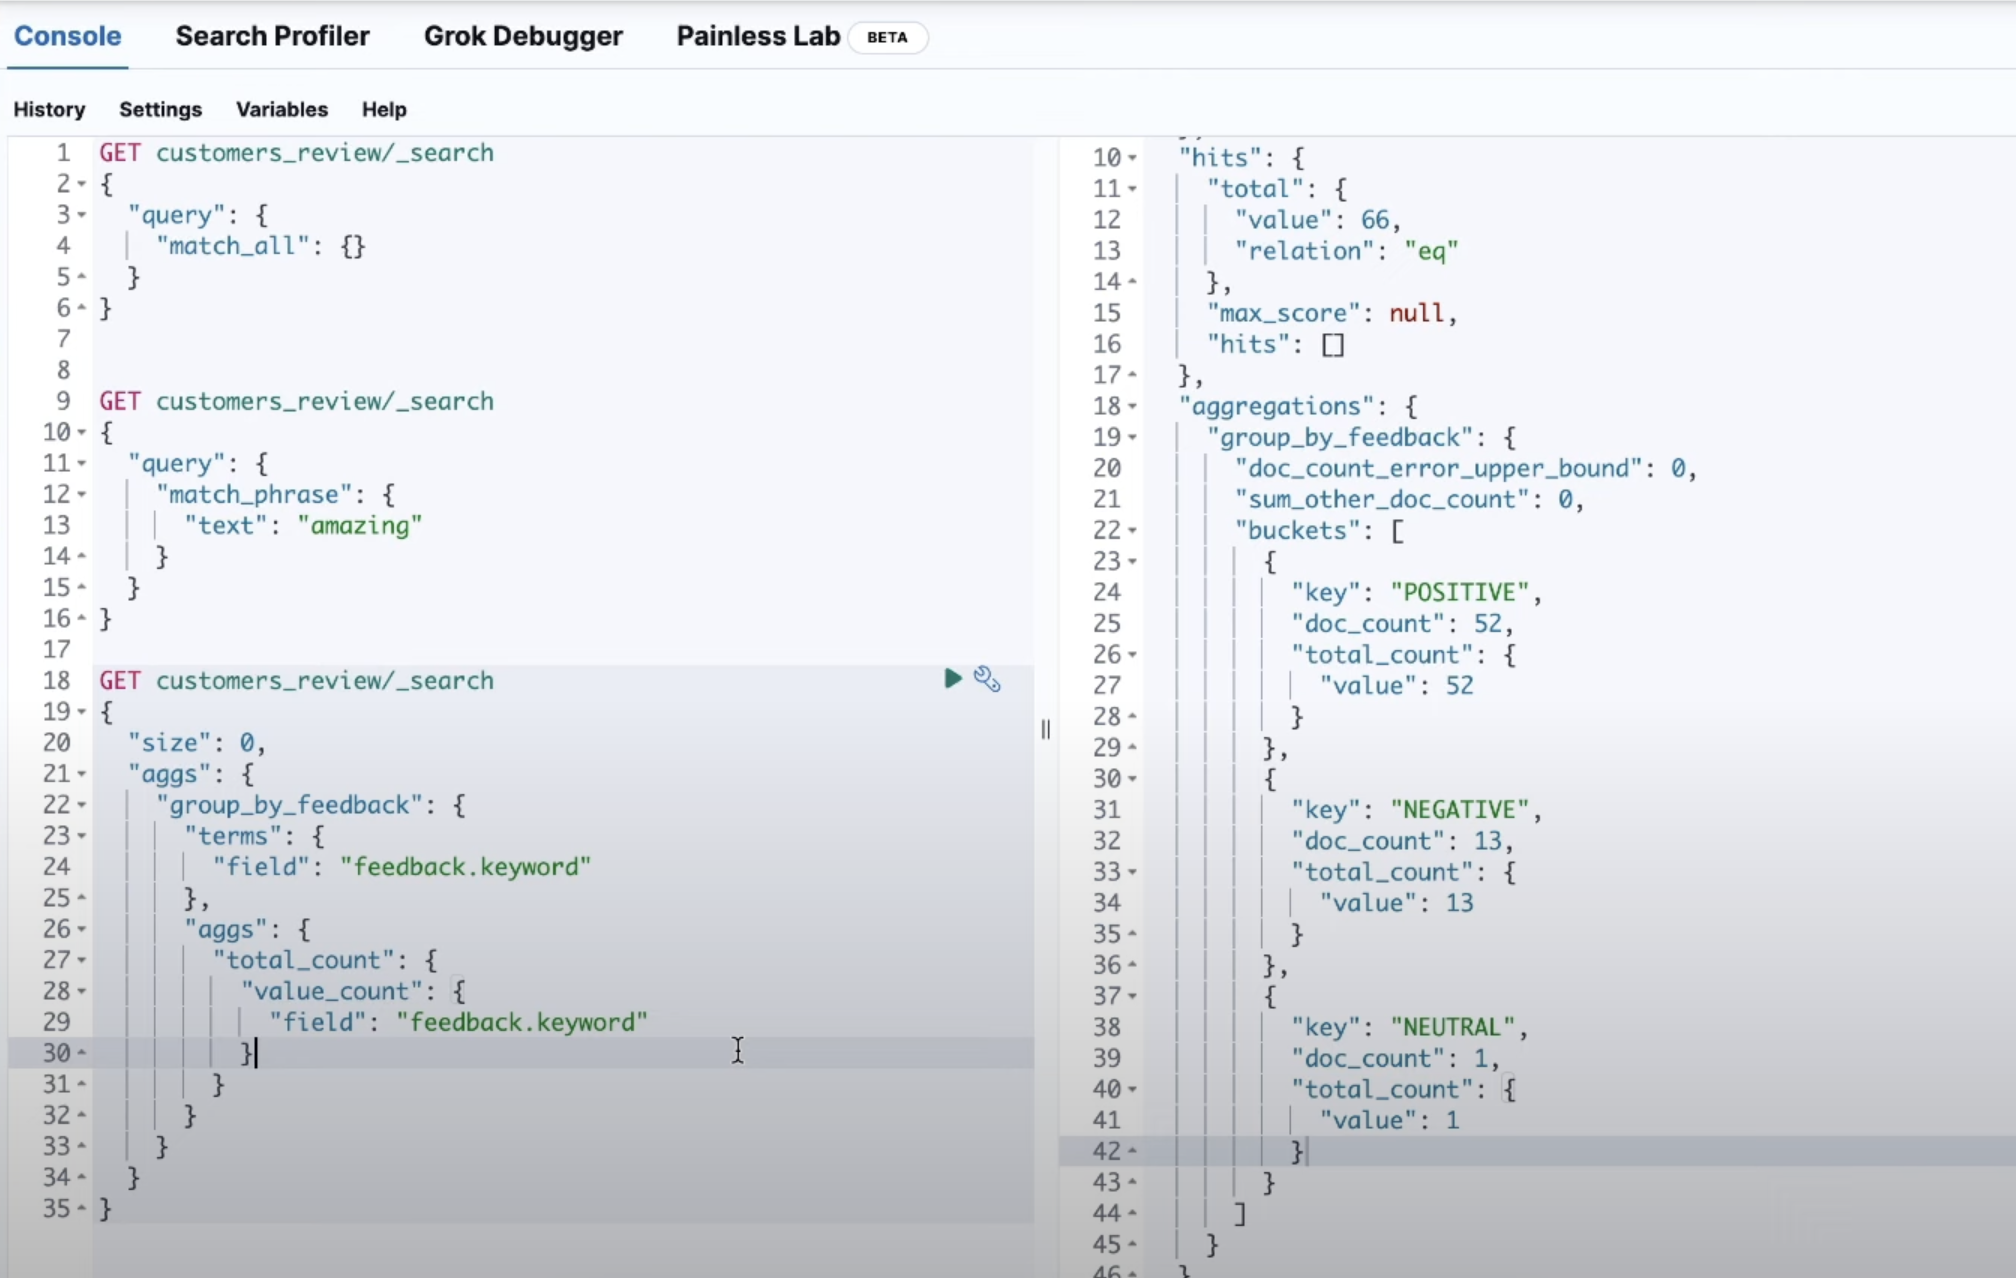 Console Search Profiler Grok Debugger Painless Lab BETA
History Settings Variables Help
1 GET customers_review/_search
2 {
3 "query": {
4 "match_all": {}
5 }
6 }
7
8
9 GET customers_review/_search
10 {
11 "query": {
12 "match_phrase": {
13 "text": "amazing"
14 }
15 }
16 }
17
18 GET customers_review/_search
19 {
20 "size": 0,
21 "aggs": {
22 "group_by_feedback": {
23 "terms": {
24 "field": "feedback.keyword"
25 },
26 "aggs": {
27 "total_count": {
28 "value_count": {
29 "field": "feedback.keyword"
30 }
31 }
32 }
33 }
34 }
35 }
10 "hits": {
11 "total": {
12 "value": 66,
13 "relation": "eq"
14 },
15 "max_score": null,
16 "hits": []
17 },
18 "aggregations": {
19 "group_by_feedback": {
20 "doc_count_error_upper_bound": 0,
21 "sum_other_doc_count": 0,
22 "buckets": [
23 {
24 "key": "POSITIVE",
25 "doc_count": 52,
26 "total_count": {
27 "value": 52
28 }
29 },
30 {
31 "key": "NEGATIVE",
32 "doc_count": 13,
33 "total_count": {
34 "value": 13
35 }
36 },
37 {
38 "key": "NEUTRAL",
39 "doc_count": 1,
40 "total_count": {
41 "value": 1
42 }
43 }
44 ]
45 }
46 }